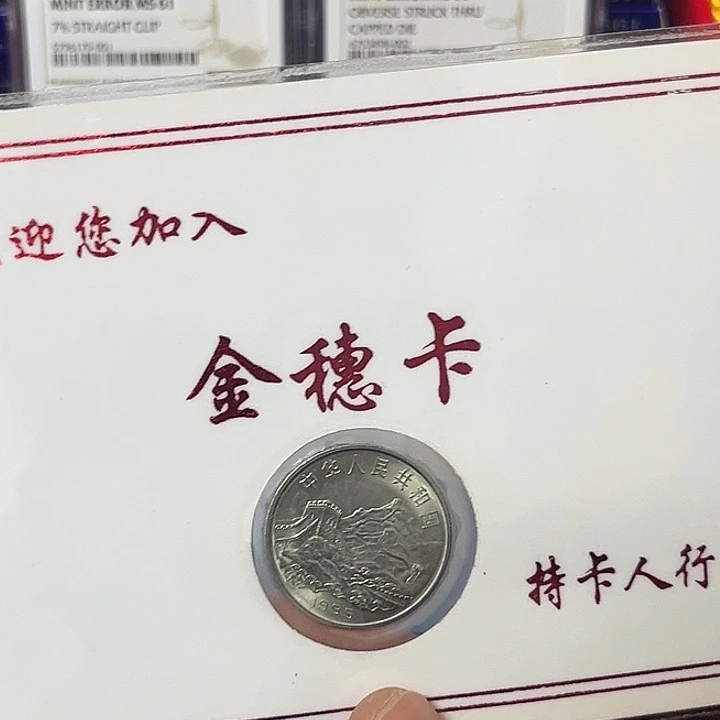 MINT ERROR MS 61
7% STRAIGHT CLIP
OBVERSE STRUCK THRU
CAPPED DIE
迎您加入
金穗卡
中华人民共和国
1996
持卡人行